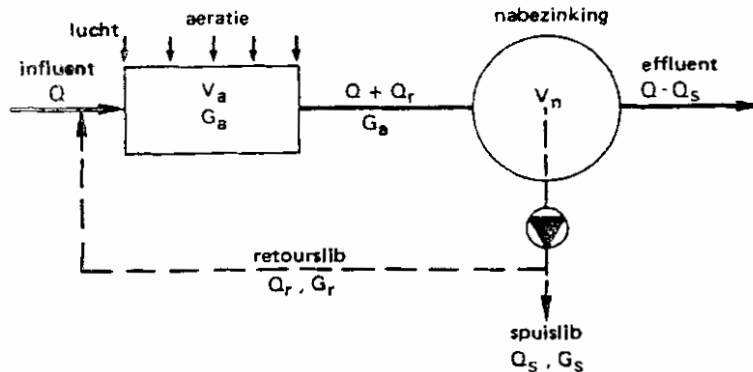 lucht
aeratie
nabezinking
influent
Q
V_a
G_a
Q + Q_r
G_a
V_n
effluent
Q - Q_s
retourslib
Q_r , G_r
spuislib
Q_s , G_s